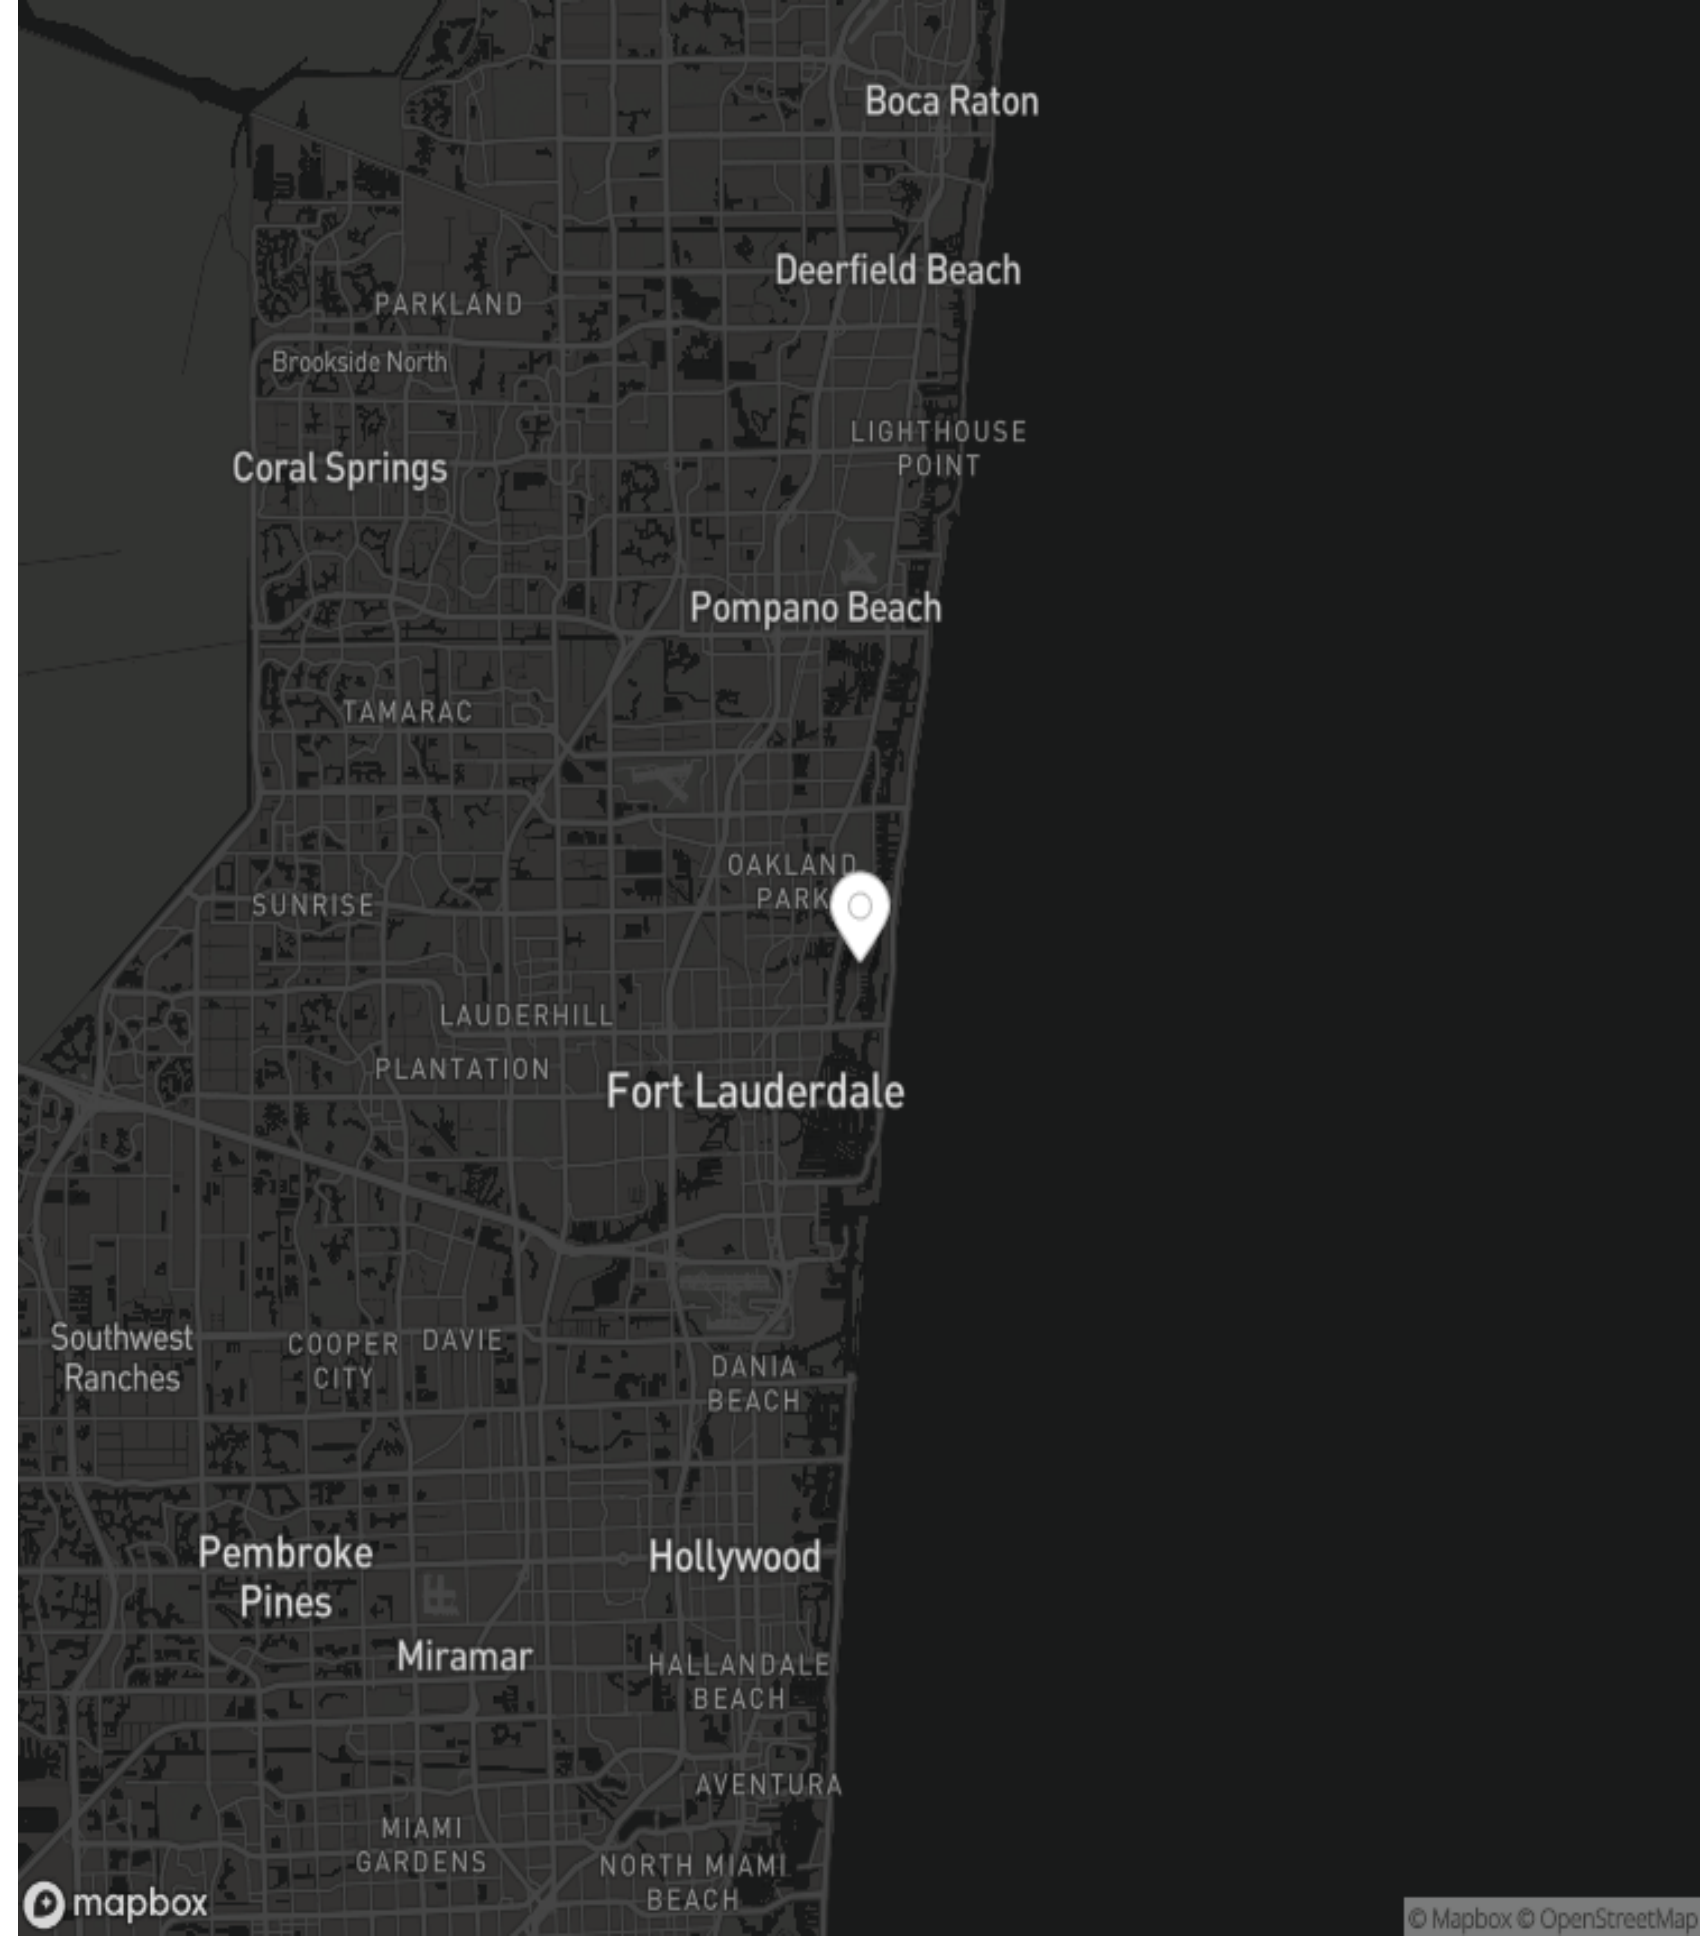 Boca Raton
Deerfield Beach
PARKLAND
Brookside North
LIGHTHOUSE
POINT
Coral Springs
Pompano Beach
TAMARAC
OAKLAND
PARK
SUNRISE
LAUDERHILL
PLANTATION
Fort Lauderdale
Southwest
Ranches
COOPER
CITY
DAVIE
DANIA
BEACH
Pembroke
Pines
Hollywood
Miramar
HALLANDALE
BEACH
AVENTURA
MIAMI
GARDENS
NORTH MIAMI
BEACH
mapbox
© Mapbox © OpenStreetMap